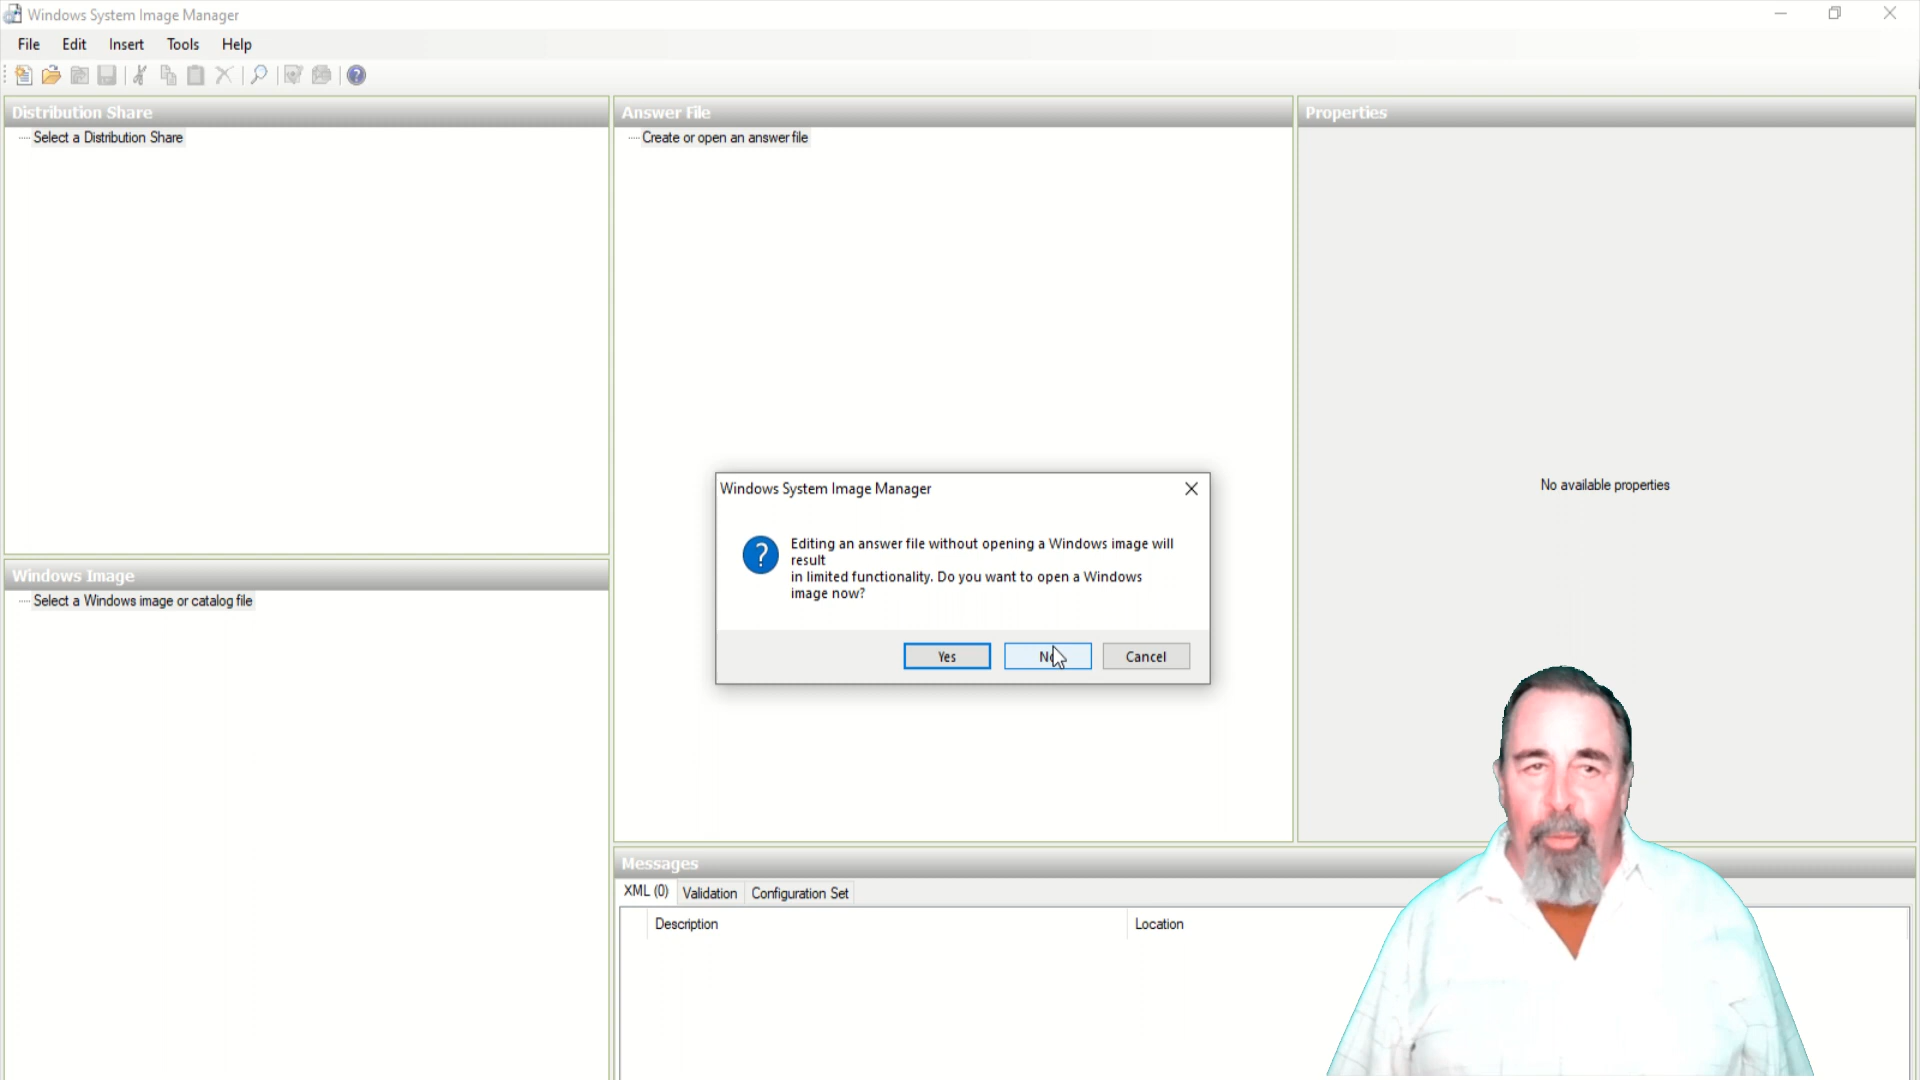 Windows System Image Manager
File Edit Insert Tools Help
Distribution Share
Select a Distribution Share
Answer File
Create or open an answer file
Properties
No available properties
Windows System Image Manager
Editing an answer file without opening a Windows image will
result
in limited functionality. Do you want to open a Windows
image now?
Yes No Cancel
Windows Image
Select a Windows image or catalog file
Messages
XML (0) Validation Configuration Set
Description Location